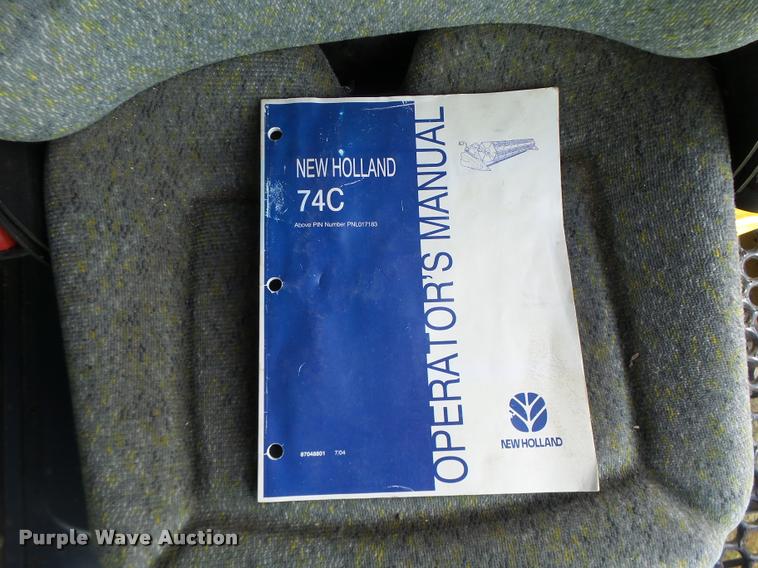 NEW HOLLAND
74C
Above PIN Number PNL017183
OPERATOR'S MANUAL
87048801 7/04
NEW HOLLAND
Purple Wave Auction